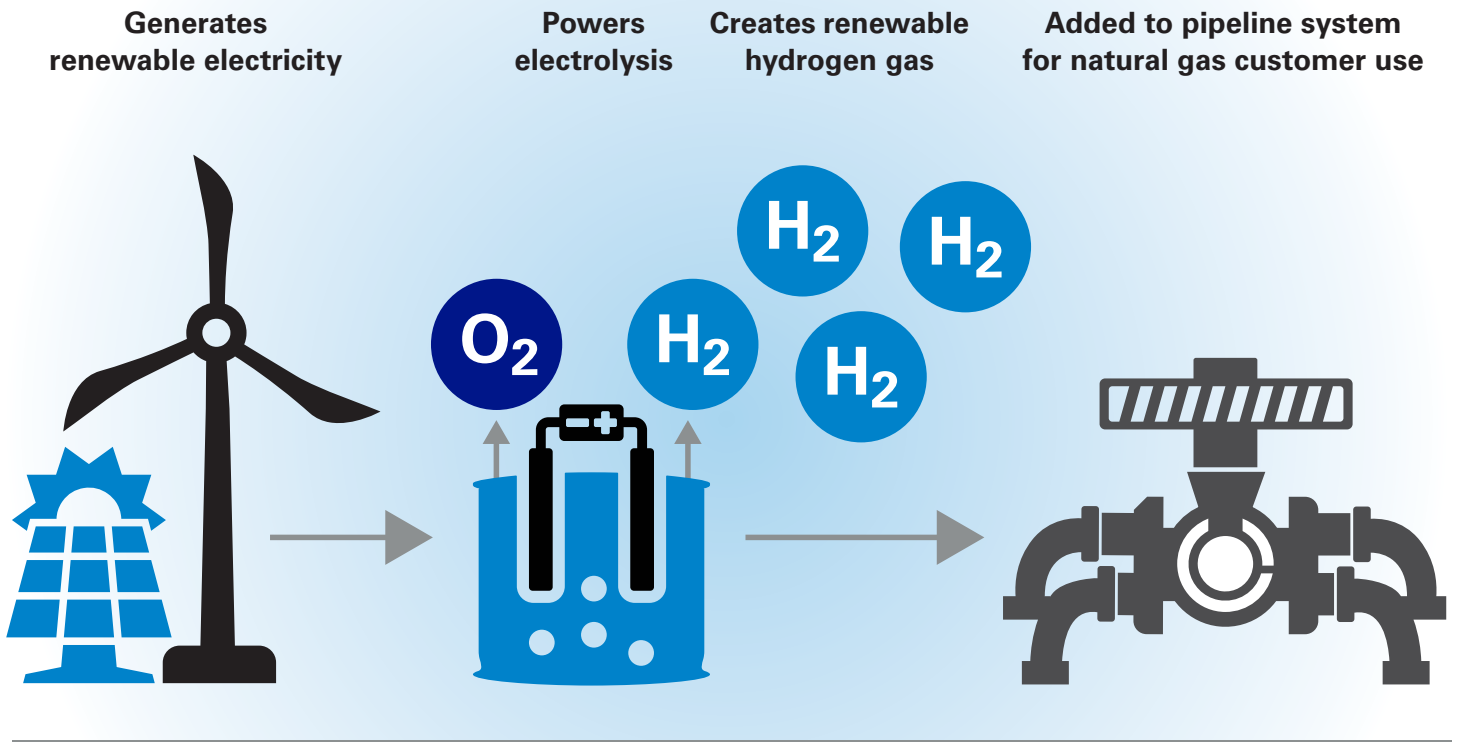 Generates
renewable electricity
Powers
electrolysis
Creates renewable
hydrogen gas
Added to pipeline system
for natural gas customer use
H₂
H₂
O₂
H₂
H₂